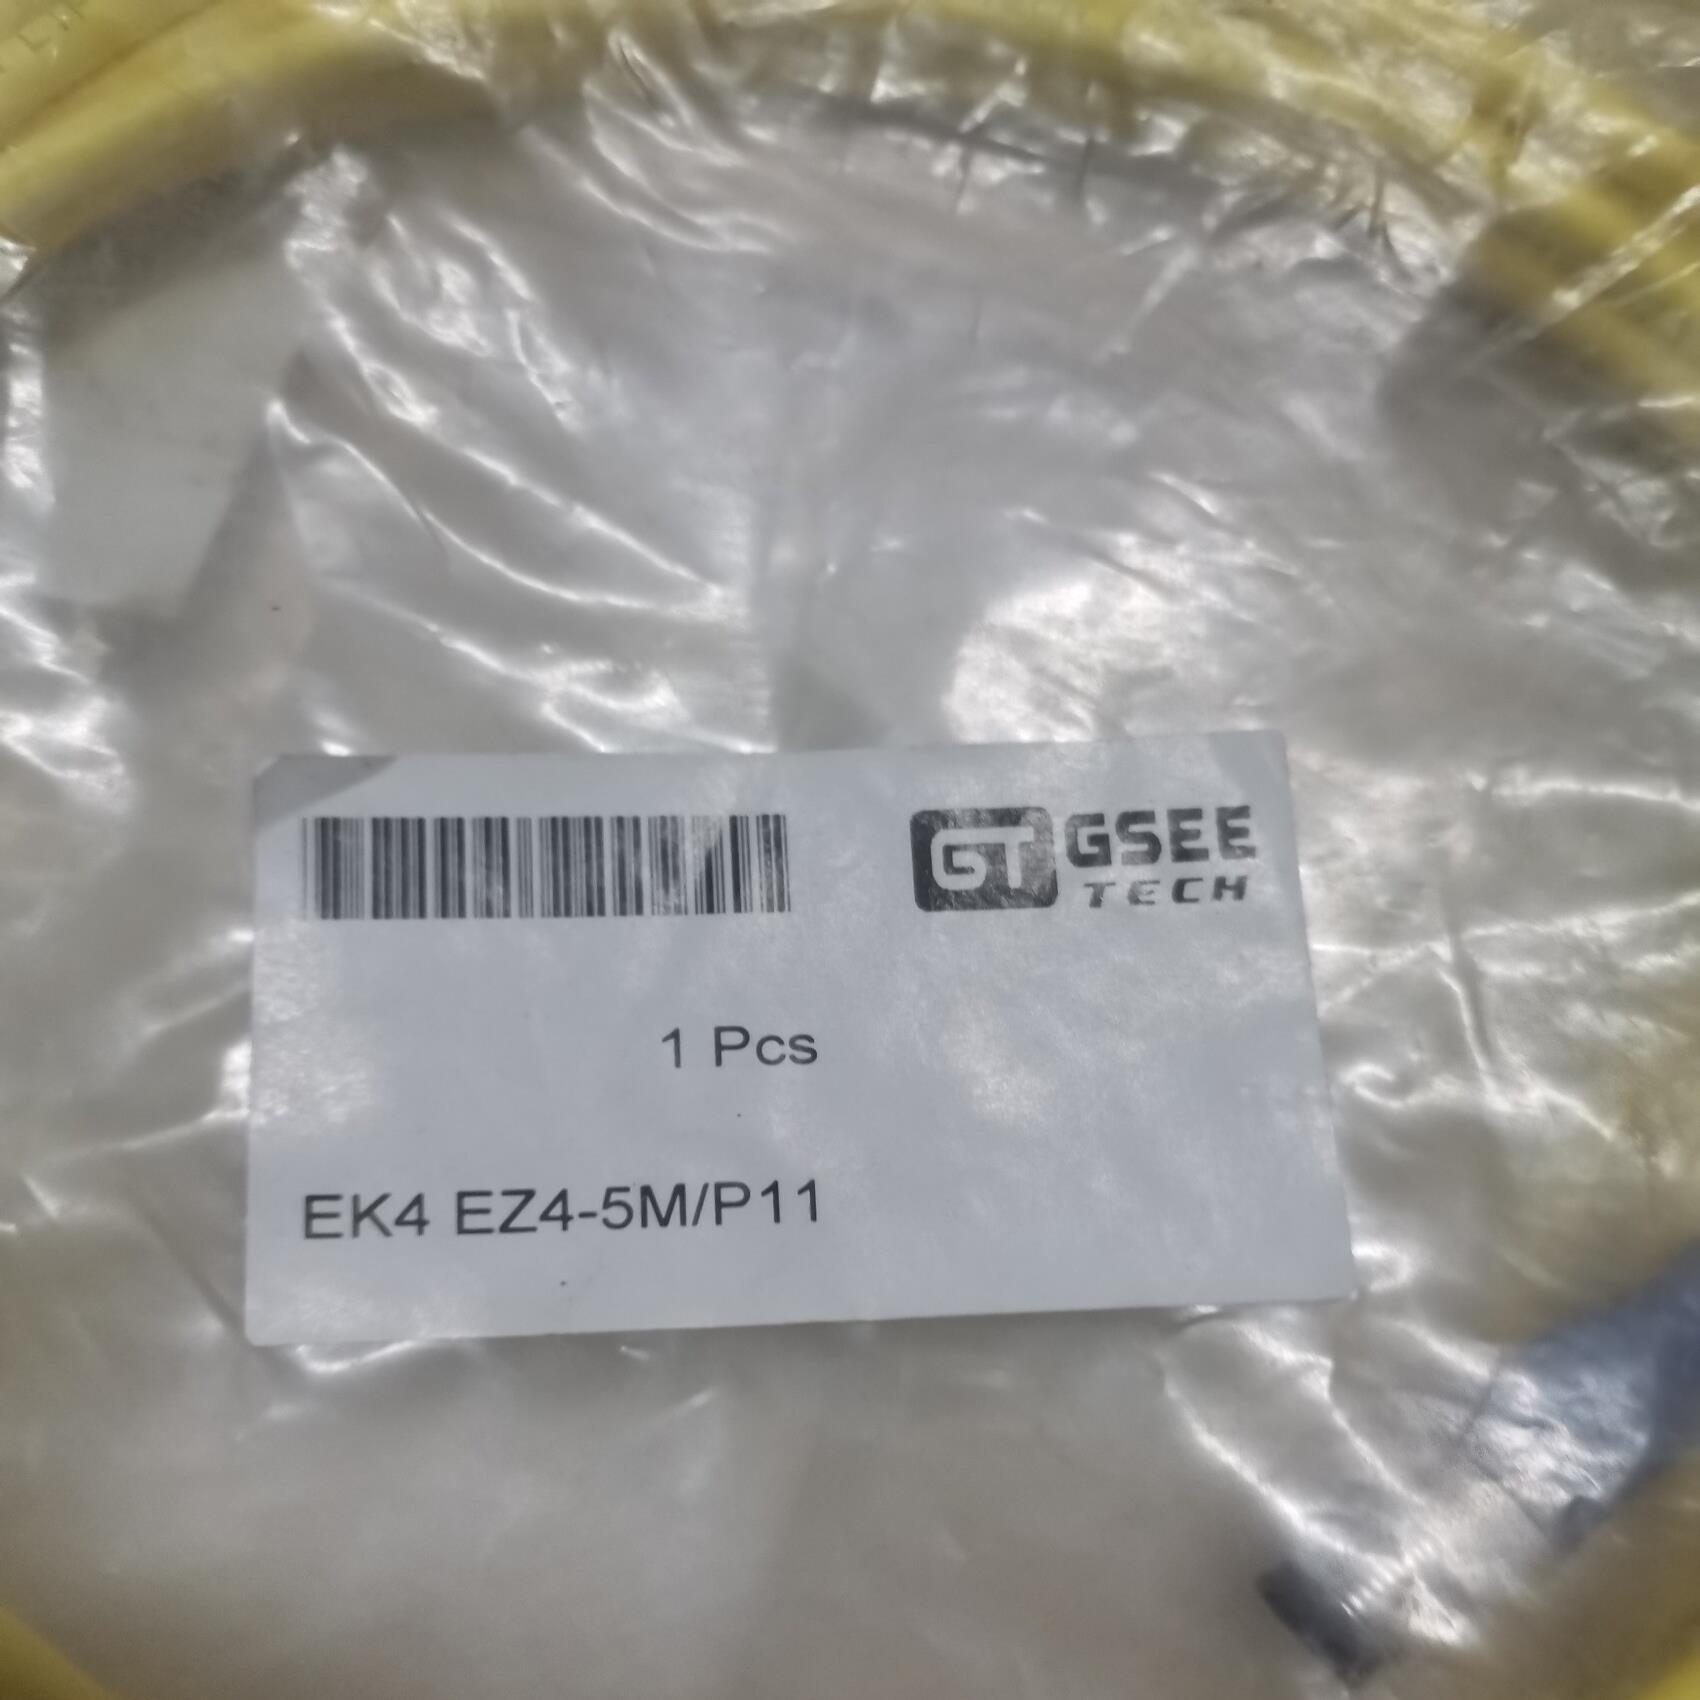 GT GSEE
TECH
1 Pcs
EK4 EZ4-5M/P11